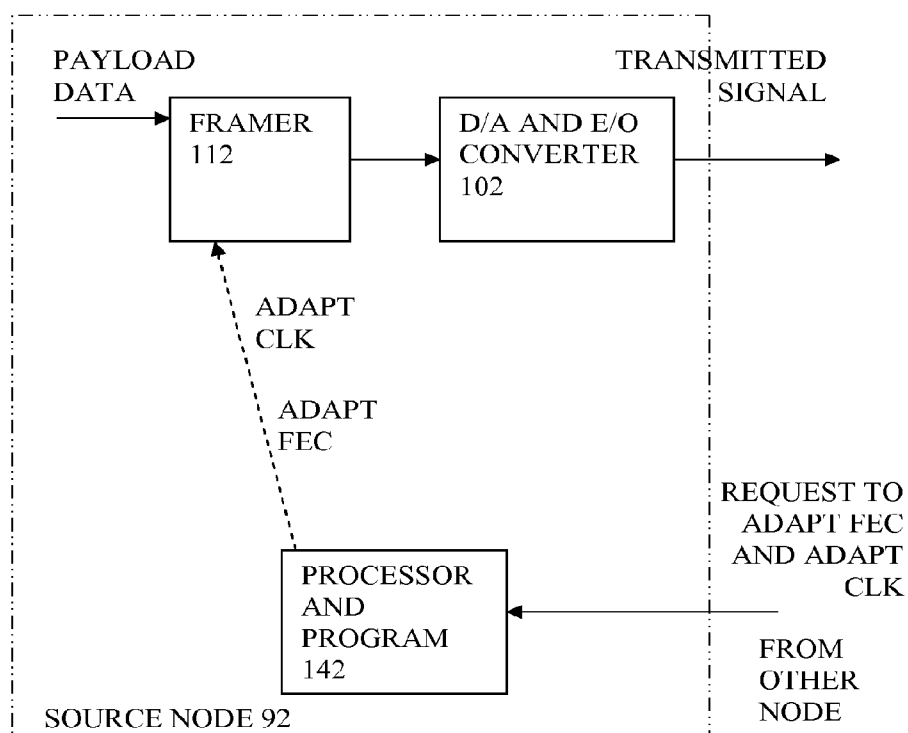 PAYLOAD
DATA
TRANSMITTED
SIGNAL
FRAMER
112
D/A AND E/O
CONVERTER
102
ADAPT
CLK
ADAPT
FEC
REQUEST TO
ADAPT FEC
AND ADAPT
CLK
PROCESSOR
AND
PROGRAM
142
FROM
OTHER
NODE
SOURCE NODE 92